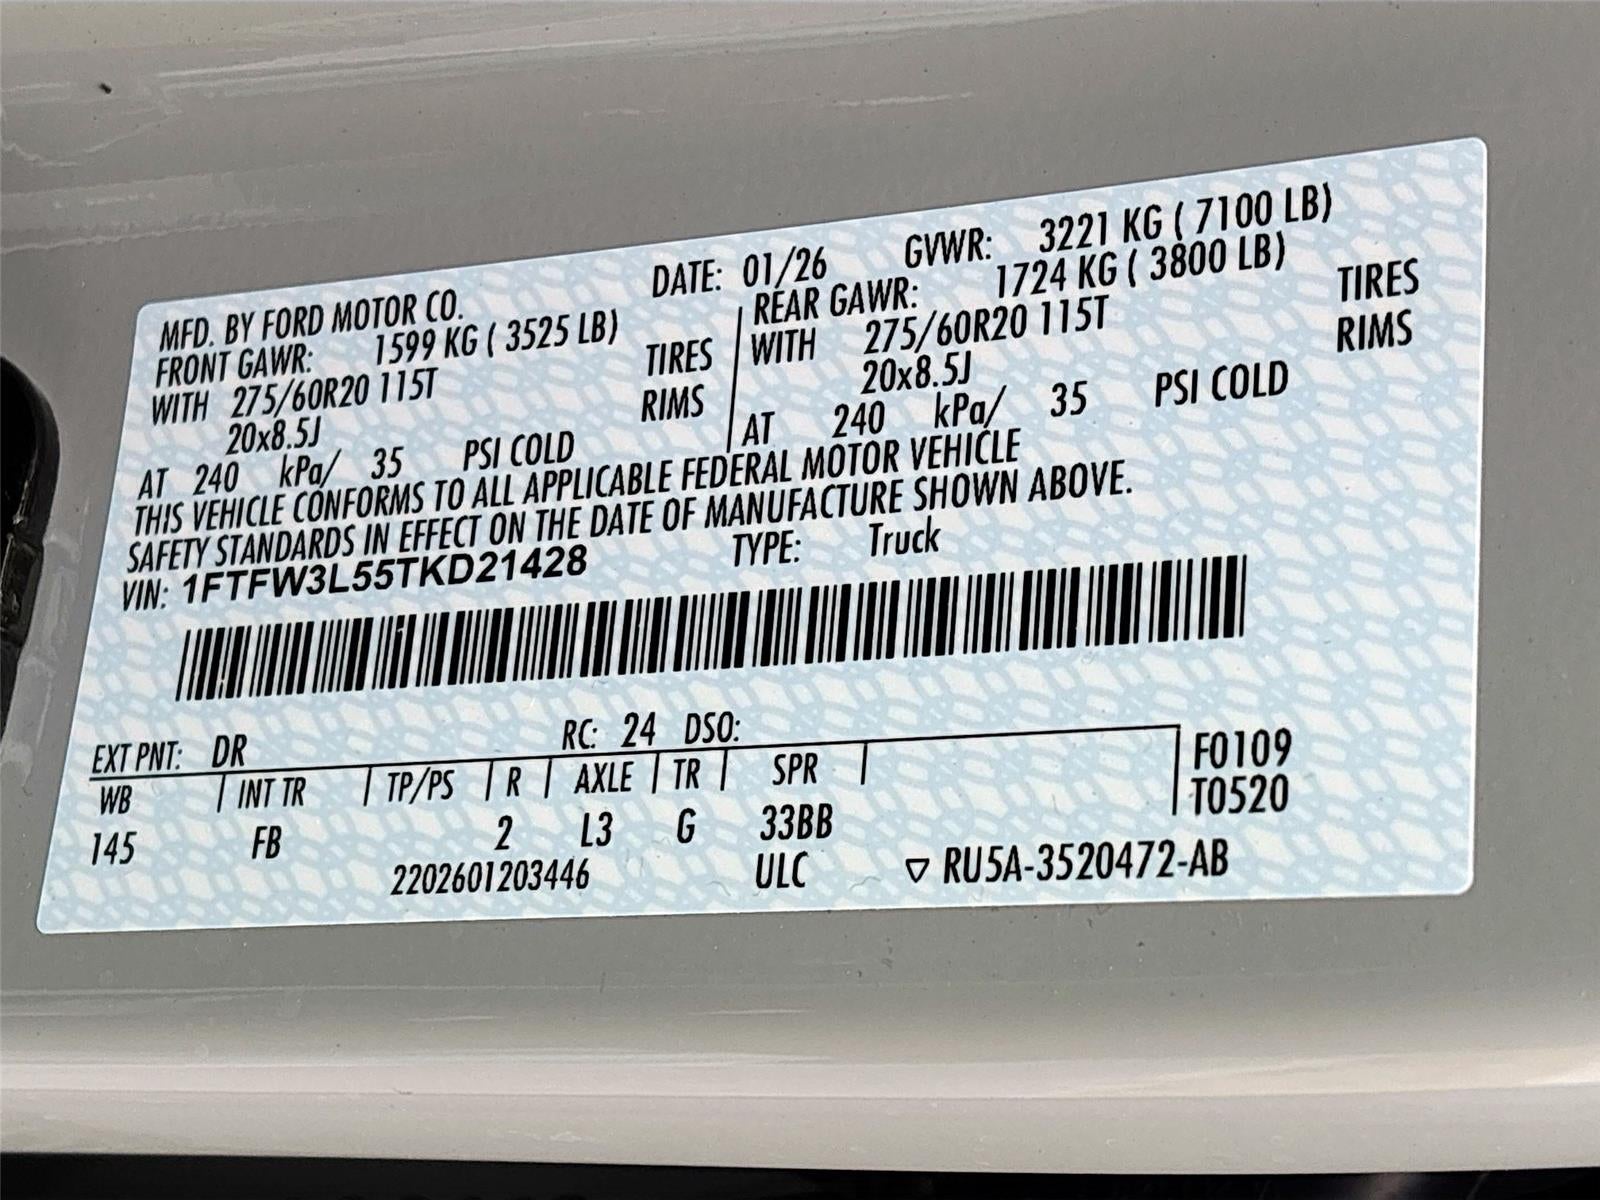 MFD. BY FORD MOTOR CO. DATE: 01/26 GVWR: 3221 KG ( 7100 LB)
FRONT GAWR: 1599 KG ( 3525 LB) REAR GAWR: 1724 KG ( 3800 LB)
WITH 275/60R20 115T TIRES WITH 275/60R20 115T TIRES
20x8.5J RIMS 20x8.5J RIMS
AT 240 kPa/ 35 PSI COLD AT 240 kPa/ 35 PSI COLD
THIS VEHICLE CONFORMS TO ALL APPLICABLE FEDERAL MOTOR VEHICLE
SAFETY STANDARDS IN EFFECT ON THE DATE OF MANUFACTURE SHOWN ABOVE.
VIN: 1FTFW3L55TKD21428 TYPE: Truck
EXT PNT: DR RC: 24 DSO:
WB INT TR TP/PS R AXLE TR SPR F0109
145 FB 2 L3 G 33BB T0520
2202601203446 ULC ▽ RU5A-3520472-AB